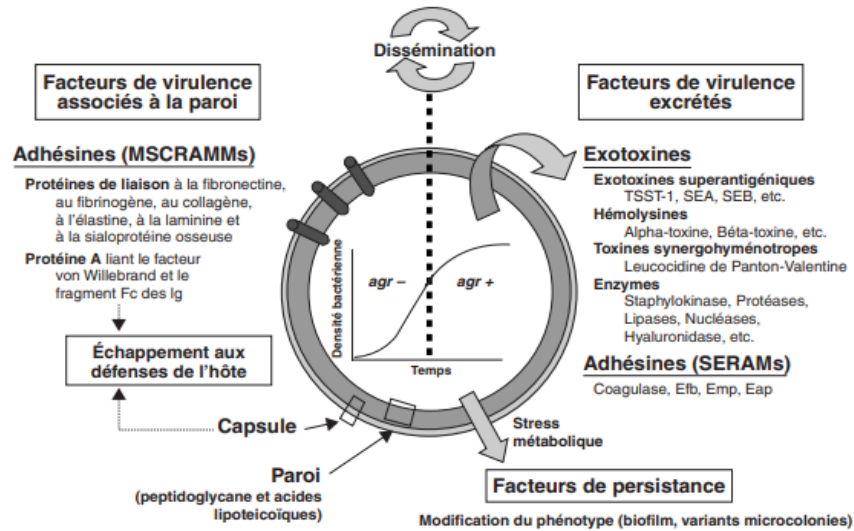 Dissémination
Facteurs de virulence
associés à la paroi
Adhésines (MSCRAMMs)
Protéines de liaison à la fibronectine,
au fibrinogène, au collagène,
à l'élastine, à la laminine et
à la sialoprotéine osseuse
Protéine A liant le facteur
von Willebrand et le
fragment Fc des Ig
Échappement aux
défenses de l'hôte
Capsule
Paroi
(peptidoglycane et acides
lipoteicoïques)
Densité bactérienne
agr –
agr +
Temps
Facteurs de virulence
excrétés
Exotoxines
Exotoxines superantigéniques
TSST-1, SEA, SEB, etc.
Hémolysines
Alpha-toxine, Béta-toxine, etc.
Toxines synergohyménotropes
Leucocidine de Panton-Valentine
Enzymes
Staphylokinase, Protéases,
Lipases, Nucléases,
Hyaluronidase, etc.
Adhésines (SERAMs)
Coagulase, Efb, Emp, Eap
Stress
métabolique
Facteurs de persistance
Modification du phénotype (biofilm, variants microcolonies)